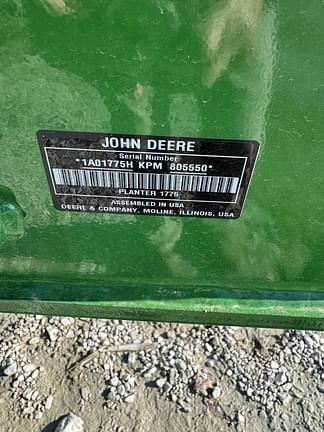 JOHN DEERE
Serial Number
*1A01775H KPM 805550*
PLANTER 1775
ASSEMBLED IN USA
DEERE & COMPANY, MOLINE, ILLINOIS, USA